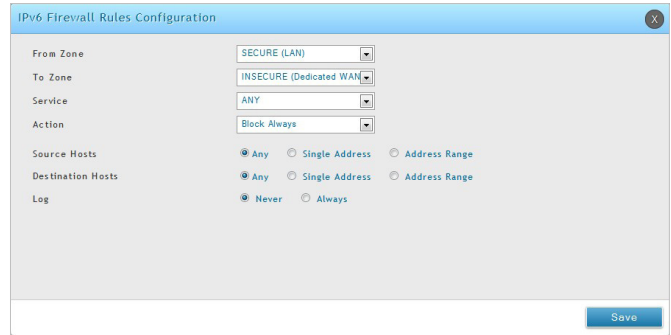 IPv6 Firewall Rules Configuration X
From Zone SECURE (LAN)
To Zone INSECURE (Dedicated WAN
Service ANY
Action Block Always
Source Hosts Any Single Address Address Range
Destination Hosts Any Single Address Address Range
Log Never Always
Save